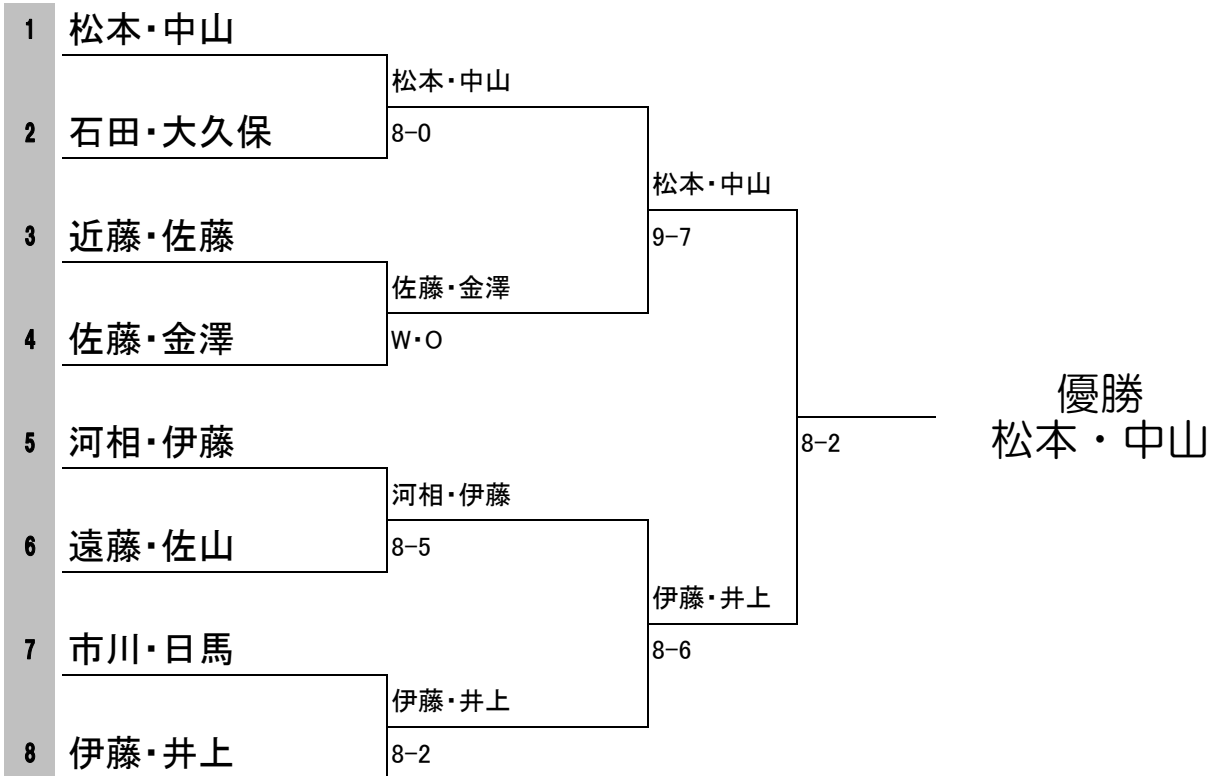 1 松本・中山
松本・中山
2 石田・大久保
8-0
松本・中山
3 近藤・佐藤
9-7
佐藤・金澤
4 佐藤・金澤
W・O
優勝
松本・中山
5 河相・伊藤
8-2
河相・伊藤
6 遠藤・佐山
8-5
伊藤・井上
7 市川・日馬
8-6
伊藤・井上
8 伊藤・井上
8-2